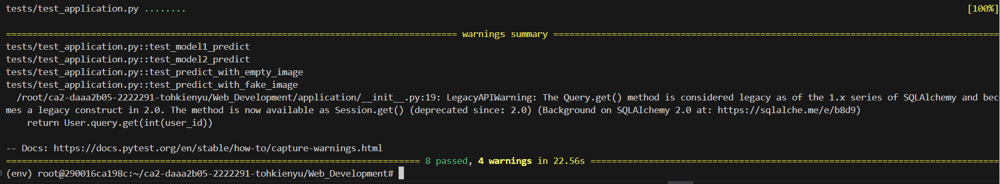 tests/test_application.py ........ [100%]
==================================================================================== warnings summary ====================================================================================
tests/test_application.py::test_model1_predict
tests/test_application.py::test_model2_predict
tests/test_application.py::test_predict_with_empty_image
tests/test_application.py::test_predict_with_fake_image
/root/ca2-daaa2b05-2222291-tohkienyu/Web_Development/application/__init__.py:19: LegacyAPIWarning: The Query.get() method is considered legacy as of the 1.x series of SQLAlchemy and bec
mes a legacy construct in 2.0. The method is now available as Session.get() (deprecated since: 2.0) (Background on SQLAlchemy 2.0 at: https://sqlalche.me/e/b8d9)
return User.query.get(int(user_id))
-- Docs: https://docs.pytest.org/en/stable/how-to/capture-warnings.html
============================================================================== 8 passed, 4 warnings in 22.56s =============================================================================
(env) root@290016ca198c:~/ca2-daaa2b05-2222291-tohkienyu/Web_Development#